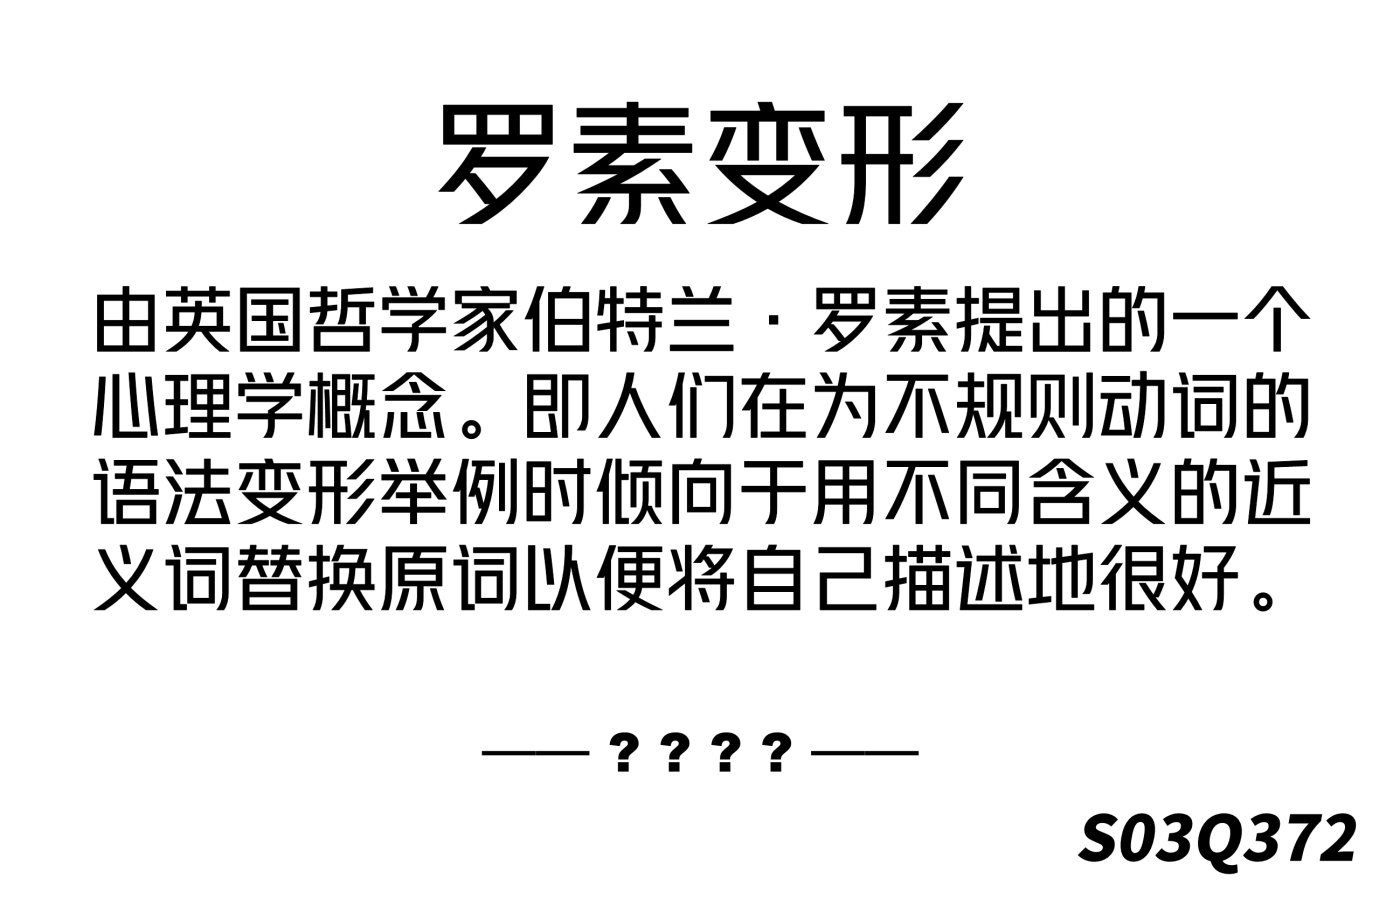 罗素变形
由英国哲学家伯特兰·罗素提出的一个
心理学概念。即人们在为不规则动词的
语法变形举例时倾向于用不同含义的近
义词替换原词以便将自己描述地很好。
——????——
S03Q372